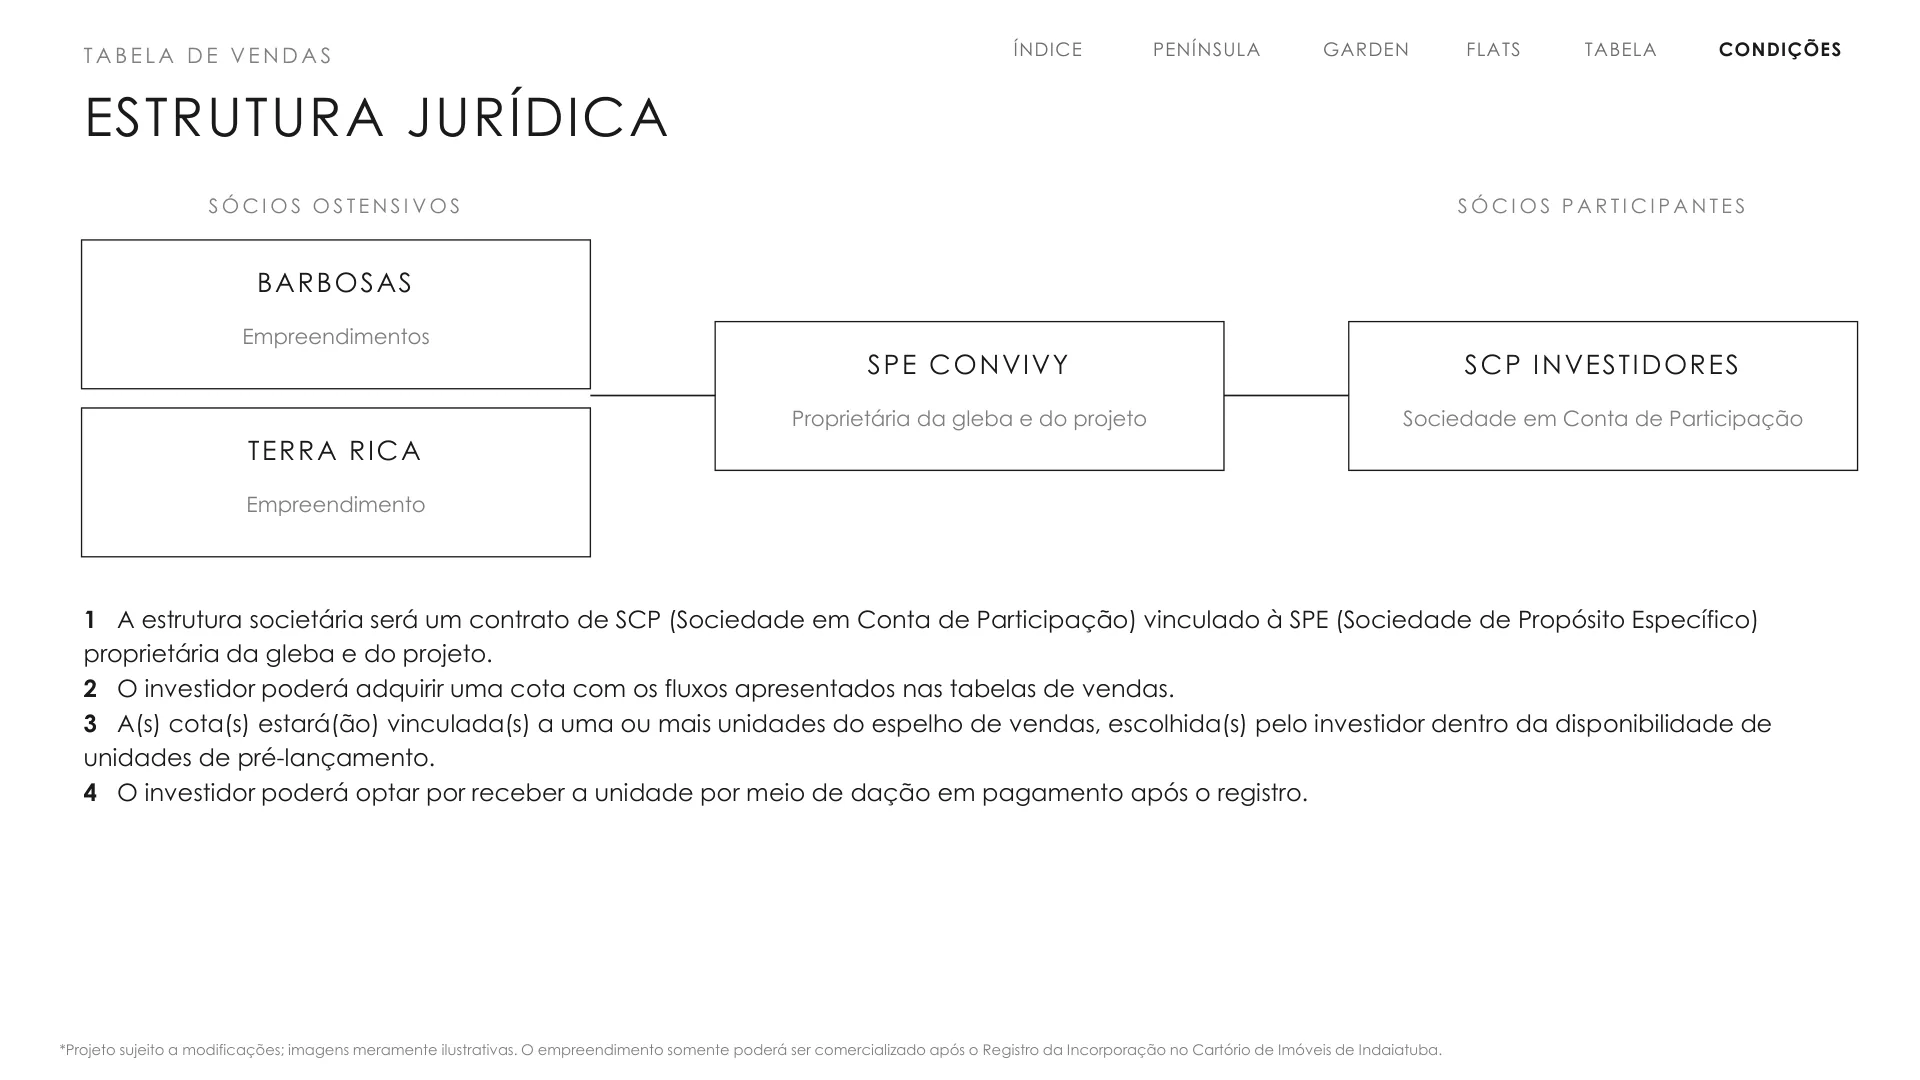 TABELA DE VENDAS
ÍNDICE PENÍNSULA GARDEN FLATS TABELA CONDIÇÕES
ESTRUTURA JURÍDICA
SÓCIOS OSTENSIVOS
SÓCIOS PARTICIPANTES
BARBOSAS
Empreendimentos
TERRA RICA
Empreendimento
SPE CONVIVY
Proprietária da gleba e do projeto
SCP INVESTIDORES
Sociedade em Conta de Participação
1 A estrutura societária será um contrato de SCP (Sociedade em Conta de Participação) vinculado à SPE (Sociedade de Propósito Específico)
proprietária da gleba e do projeto.
2 O investidor poderá adquirir uma cota com os fluxos apresentados nas tabelas de vendas.
3 A(s) cota(s) estará(ão) vinculada(s) a uma ou mais unidades do espelho de vendas, escolhida(s) pelo investidor dentro da disponibilidade de
unidades de pré-lançamento.
4 O investidor poderá optar por receber a unidade por meio de dação em pagamento após o registro.
*Projeto sujeito a modificações; imagens meramente ilustrativas. O empreendimento somente poderá ser comercializado após o Registro da Incorporação no Cartório de Imóveis de Indaiatuba.